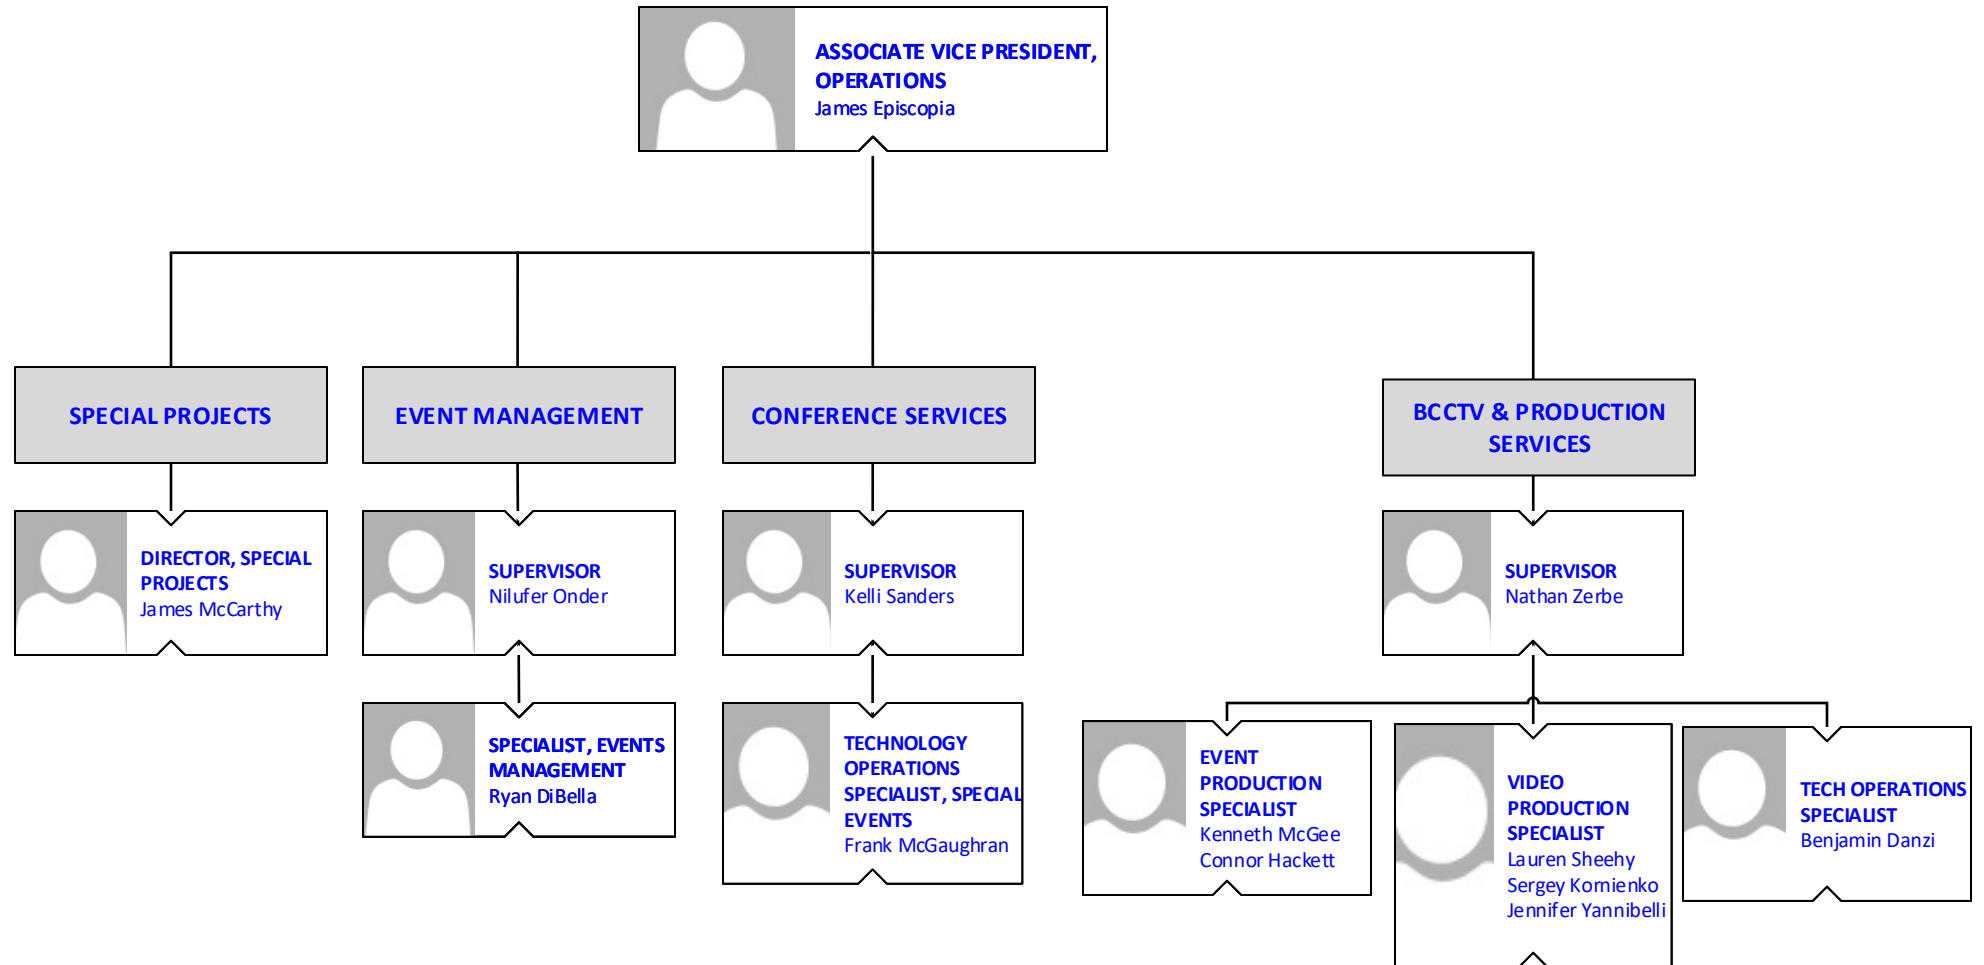 ASSOCIATE VICE PRESIDENT,
OPERATIONS
James Episcopia
SPECIAL PROJECTS
EVENT MANAGEMENT
CONFERENCE SERVICES
BCCTV & PRODUCTION
SERVICES
DIRECTOR, SPECIAL
PROJECTS
James McCarthy
SUPERVISOR
Nilufer Onder
SUPERVISOR
Kelli Sanders
SUPERVISOR
Nathan Zerbe
SPECIALIST, EVENTS
MANAGEMENT
Ryan DiBella
TECHNOLOGY
OPERATIONS
SPECIALIST, SPECIAL
EVENTS
Frank McGaughran
EVENT
PRODUCTION
SPECIALIST
Kenneth McGee
Connor Hackett
VIDEO
PRODUCTION
SPECIALIST
Lauren Sheehy
Sergey Kornienko
Jennifer Yannibelli
TECH OPERATIONS
SPECIALIST
Benjamin Danzi